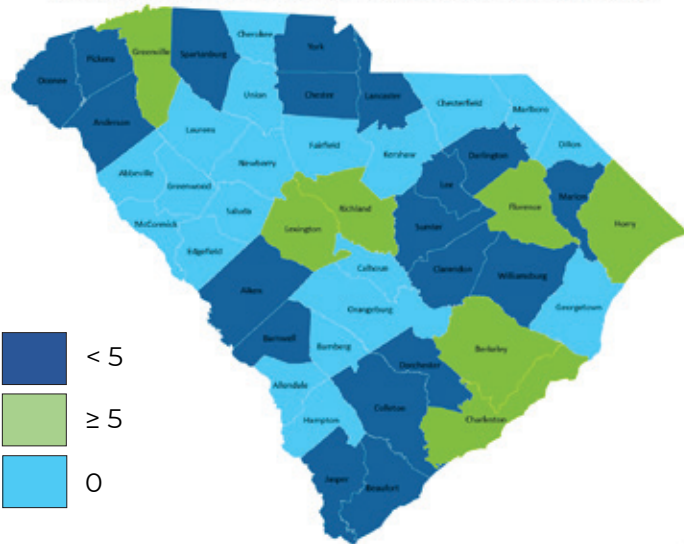 Cherokee
York
Greenville
Spartanburg
Pickens
Oconee
Union
Chester
Lancaster
Chesterfield
Marlboro
Anderson
Laurens
Dillon
Fairfield
Kershaw
Darlington
Newberry
Abbeville
Greenwood
Lee
Marion
Saluda
Richland
Florence
McCormick
Lexington
Sumter
Horry
Edgefield
Calhoun
Clarendon
Williamsburg
Aiken
Orangeburg
Georgetown
Barnwell
Bamberg
Berkeley
Dorchester
Allendale
Colleton
Hampton
Charleston
Jasper
Beaufort
< 5
≥ 5
0